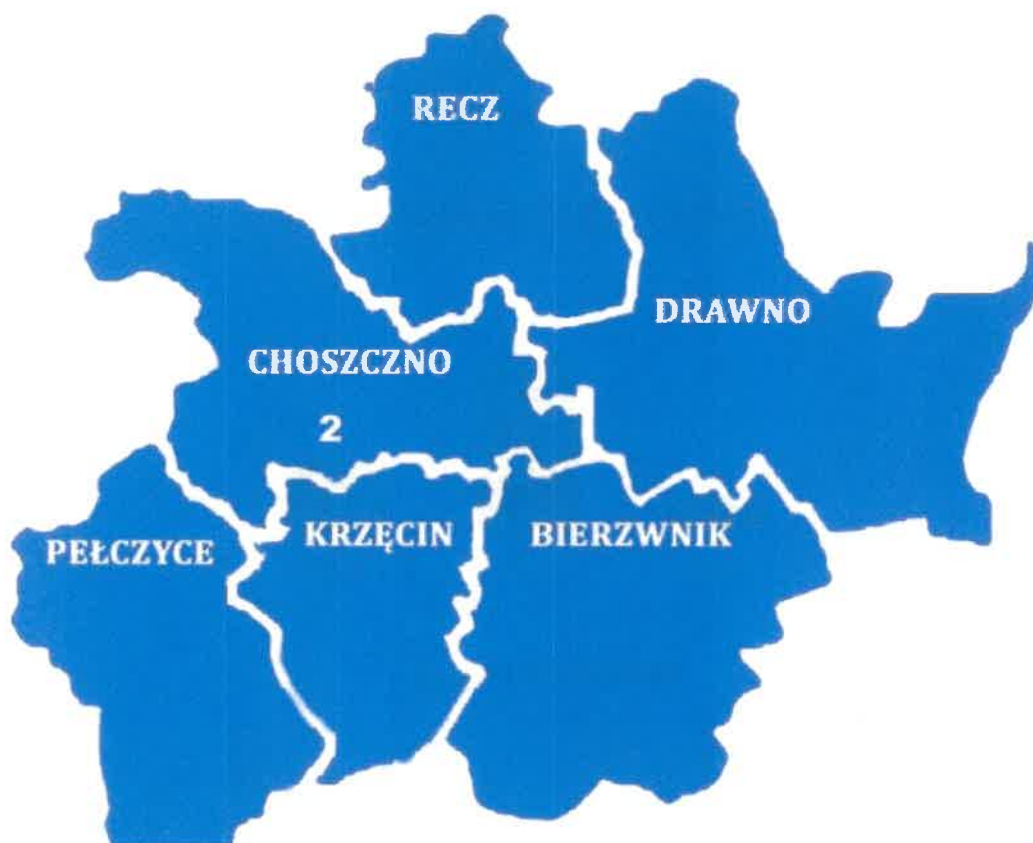 RECZ
DRAWNO
CHOSZCZNO
2
PEŁCZYCE
KRZĘCIN
BIERZWNIK